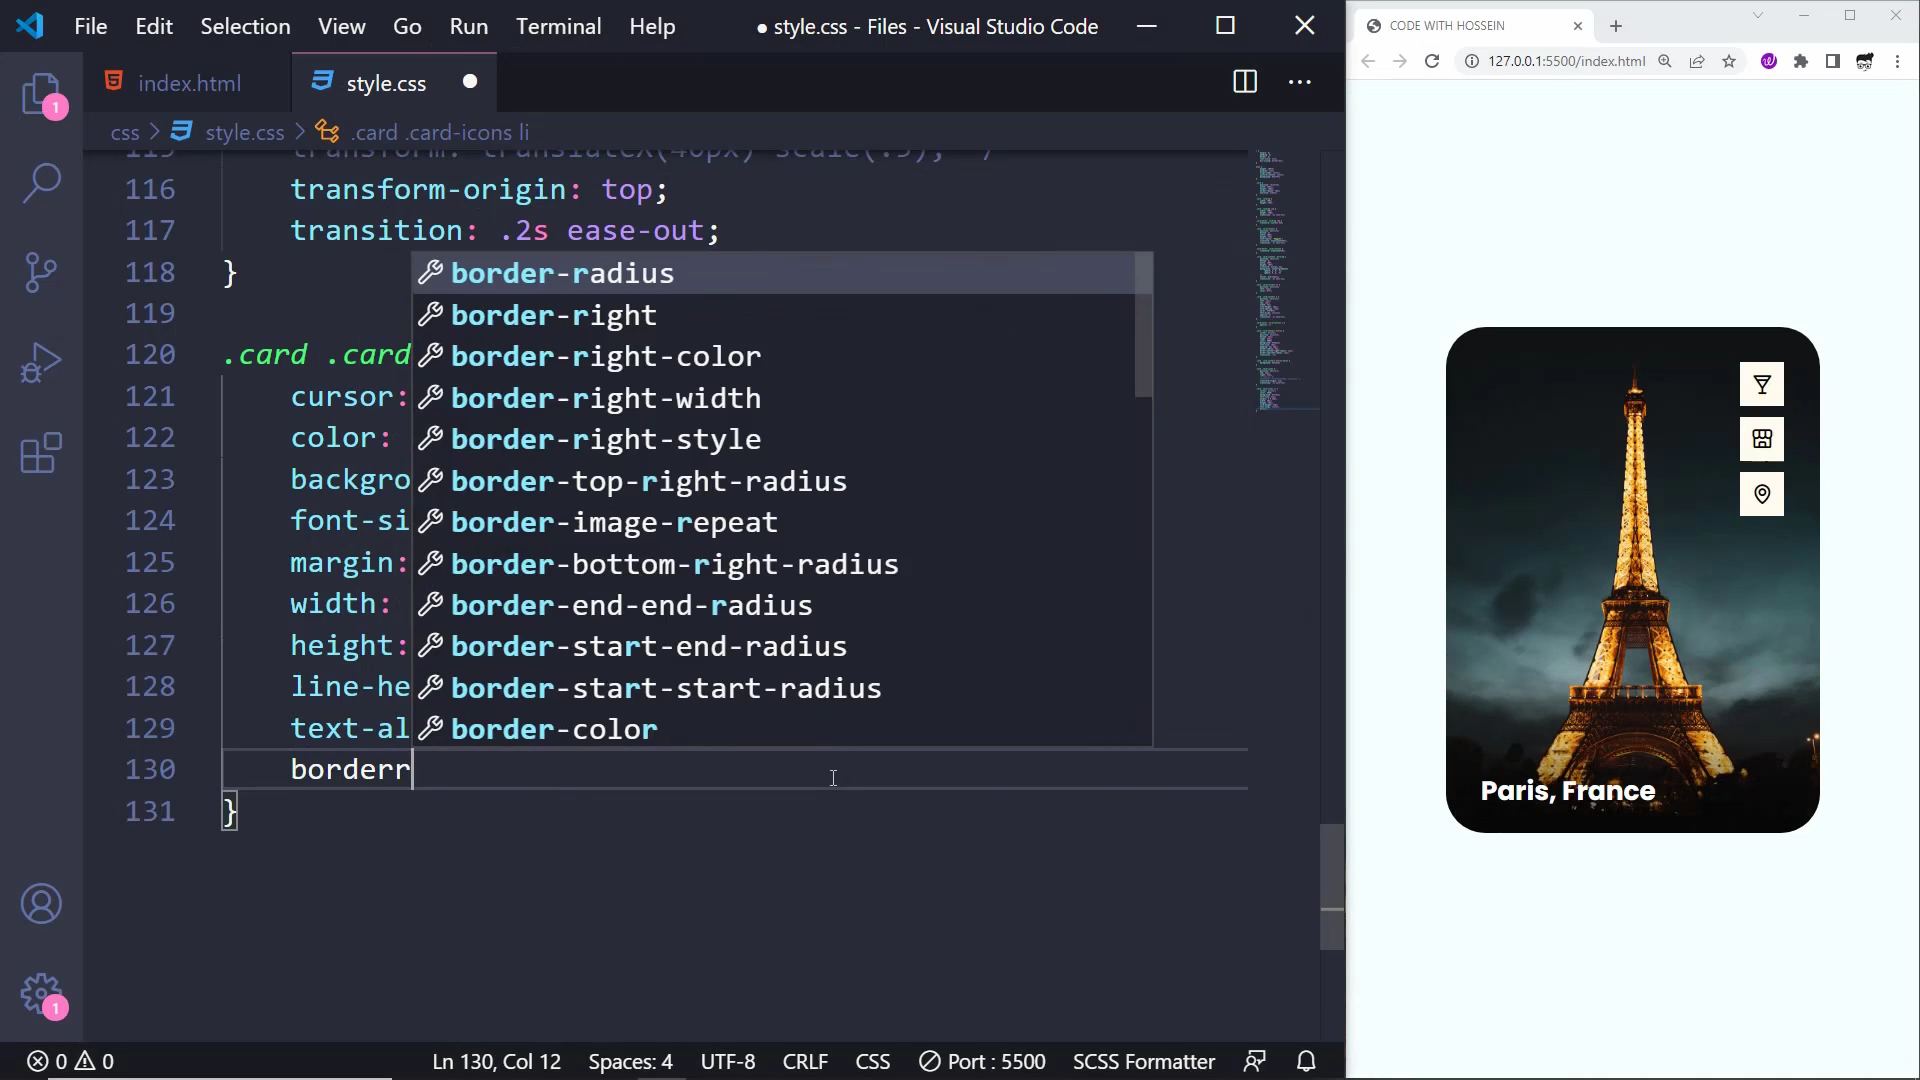 File Edit Selection View Go Run Terminal Help ● style.css - Files - Visual Studio Code
CODE WITH HOSSEIN
127.0.0.1:5500/index.html
index.html style.css
css > style.css > .card .card-icons li
116 transform-origin: top;
117 transition: .2s ease-out;
118 }
119
120 .card .card
121 cursor:
122 color:
123 backgro
124 font-si
125 margin:
126 width:
127 height:
128 line-he
129 text-al
130 borderr
131 }
border-radius
border-right
border-right-color
border-right-width
border-right-style
border-top-right-radius
border-image-repeat
border-bottom-right-radius
border-end-end-radius
border-start-end-radius
border-start-start-radius
border-color
1
1
Paris, France
0 0 Ln 130, Col 12 Spaces: 4 UTF-8 CRLF CSS Port : 5500 SCSS Formatter